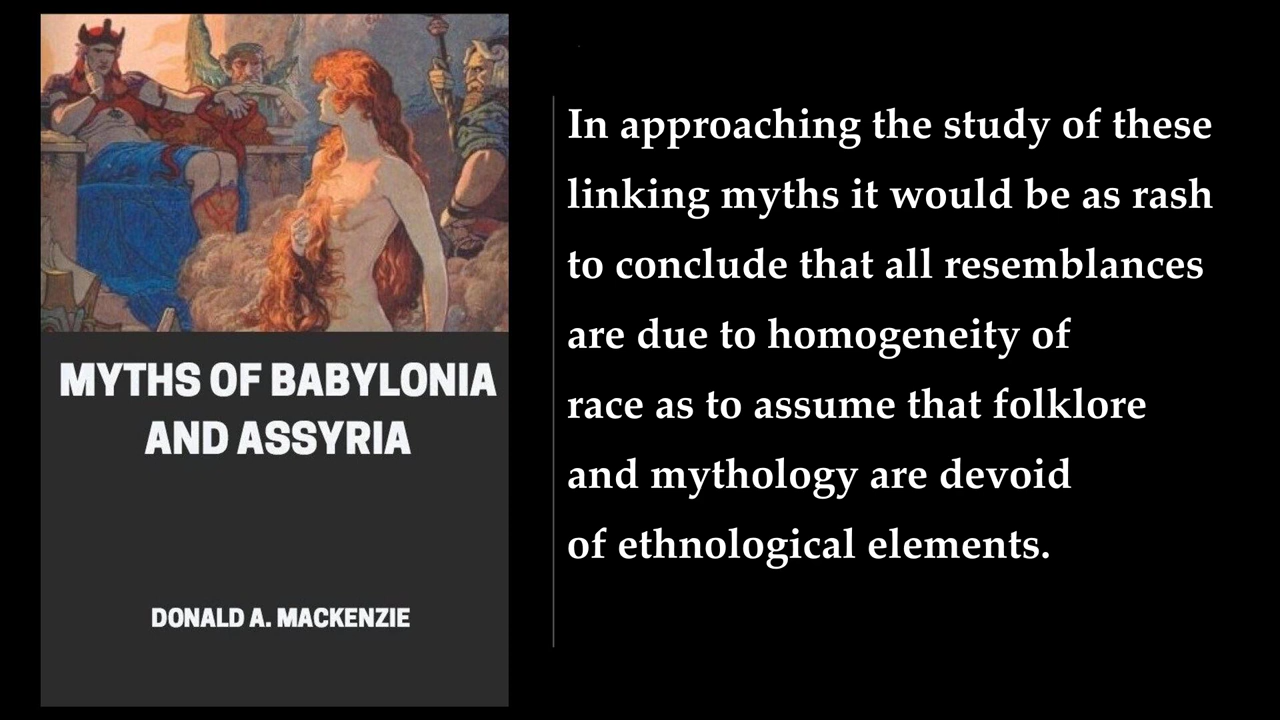 MYTHS OF BABYLONIA
AND ASSYRIA
DONALD A. MACKENZIE
In approaching the study of these
linking myths it would be as rash
to conclude that all resemblances
are due to homogeneity of
race as to assume that folklore
and mythology are devoid
of ethnological elements.